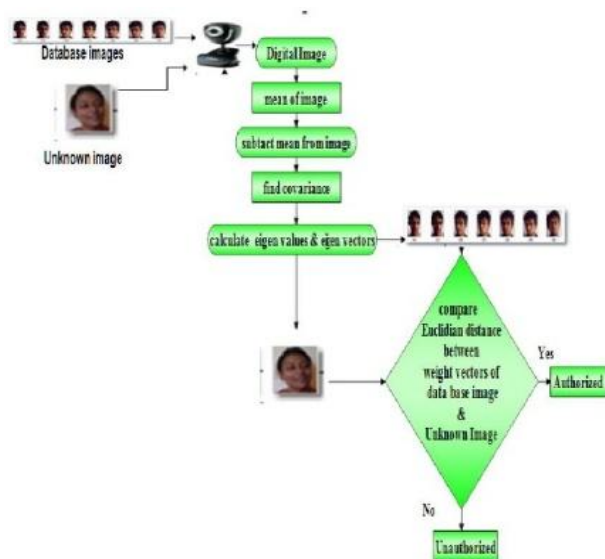 Database images
Unknown image
Digital Image
mean of image
subtact mean from image
find covariance
calculate eigen values & eigen vectors
compare
Euclidian distance
between
weight vectors of
data base image
&
Unknown Image
Yes
Authorized
No
Unauthorized